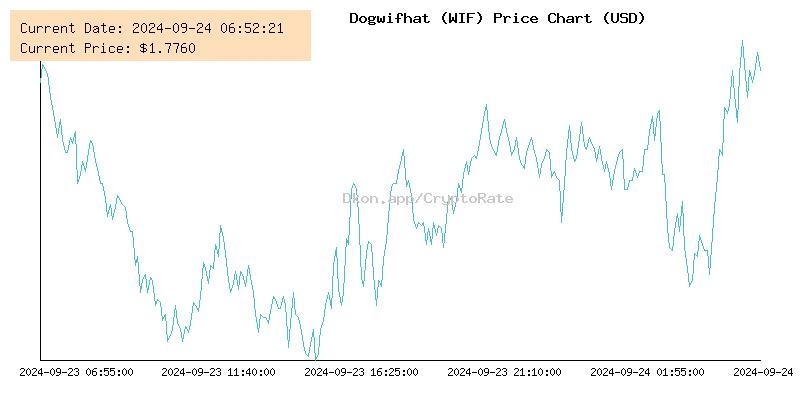 Dogwifhat (WIF) Price Chart (USD)
Current Date: 2024-09-24 06:52:21
Current Price: $1.7760
Dkon.app/CryptoRate
2024-09-23 06:55:00 2024-09-23 11:40:00 2024-09-23 16:25:00 2024-09-23 21:10:00 2024-09-24 01:55:00 2024-09-24